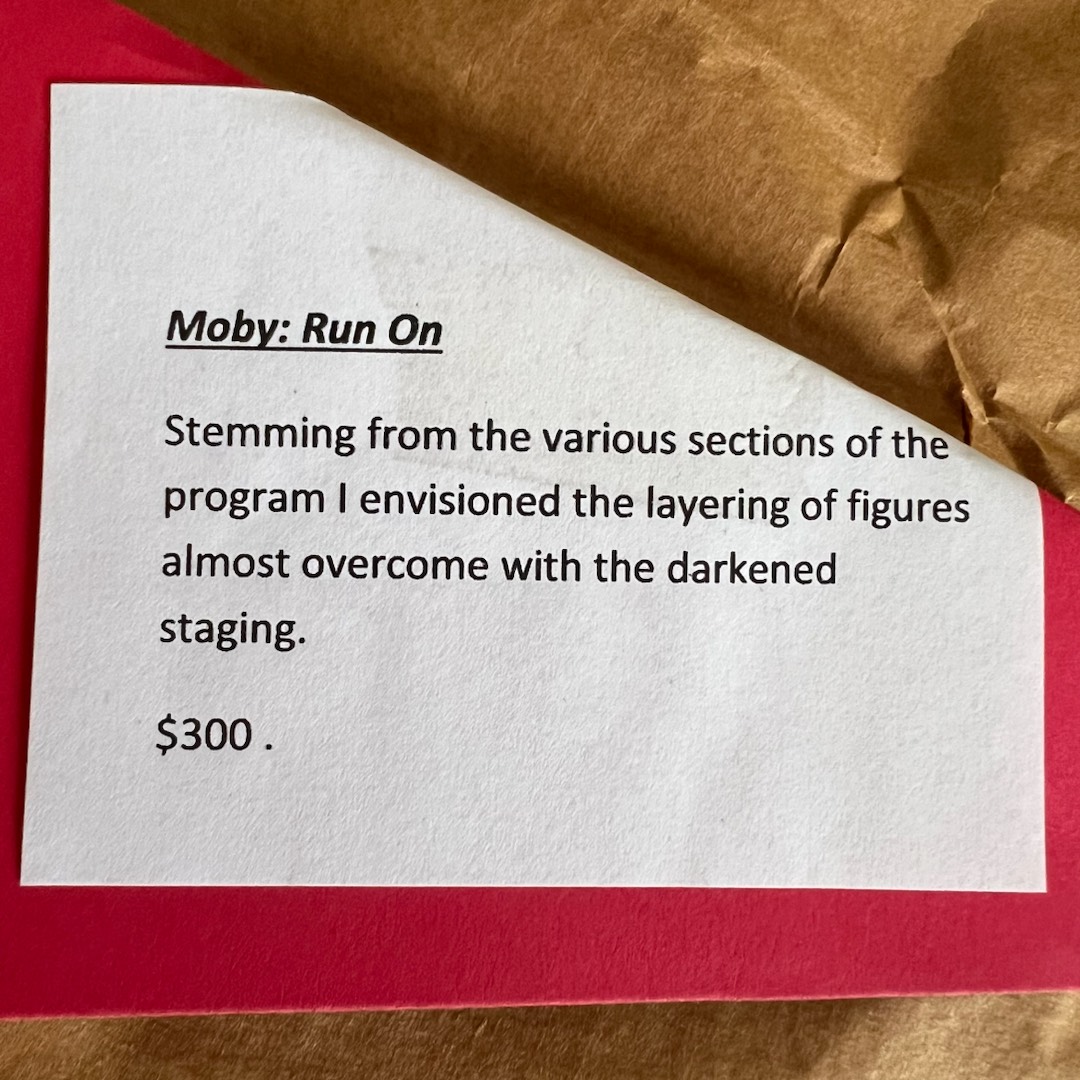 Moby: Run On
Stemming from the various sections of the
program I envisioned the layering of figures
almost overcome with the darkened
staging.
$300 .